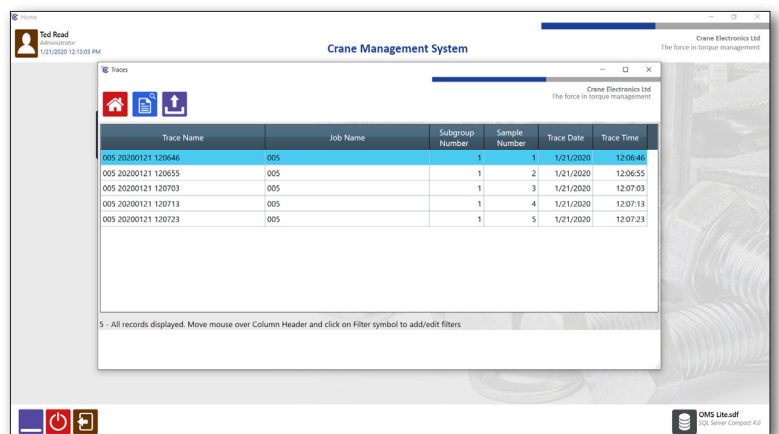 Home
Ted Read
Administrator
1/21/2020 12:13:03 PM
Crane Management System
Crane Electronics Ltd
The force in torque management
Traces
Crane Electronics Ltd
The force in torque management
Trace Name Job Name Subgroup Number Sample Number Trace Date Trace Time
005 20200121 120646 005 1 1 1/21/2020 12:06:46
005 20200121 120655 005 1 2 1/21/2020 12:06:55
005 20200121 120703 005 1 3 1/21/2020 12:07:03
005 20200121 120713 005 1 4 1/21/2020 12:07:13
005 20200121 120723 005 1 5 1/21/2020 12:07:23
5 - All records displayed. Move mouse over Column Header and click on Filter symbol to add/edit filters
OMS Lite.sdf
SQL Server Compact 4.0